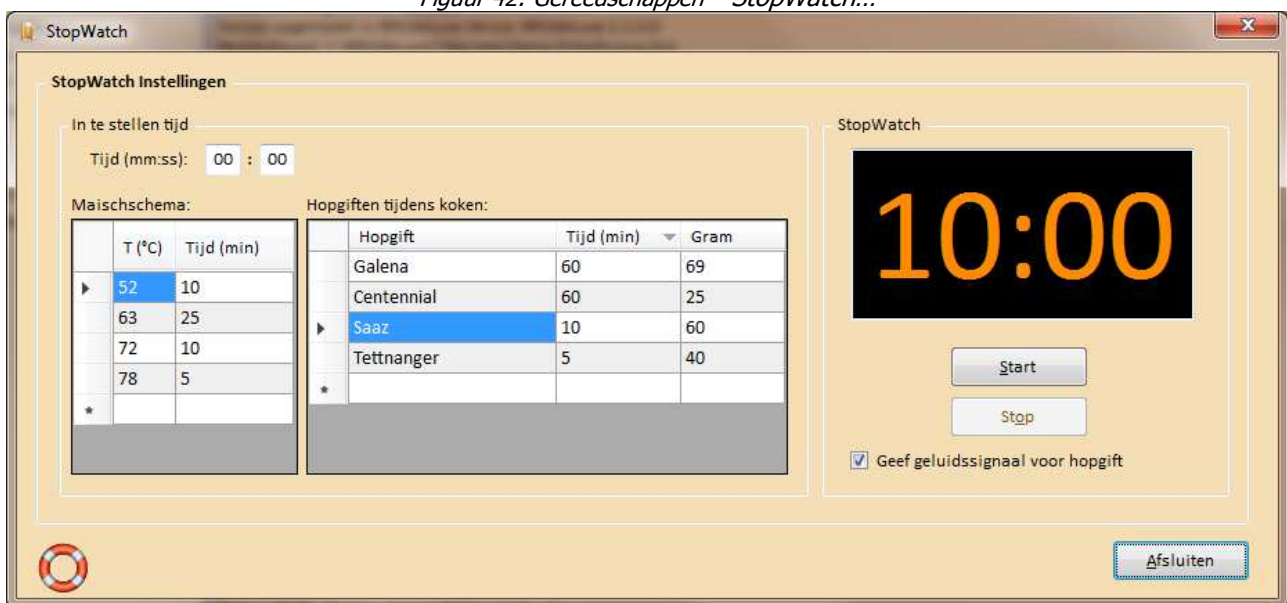 Figuur 42: Gereedschappen – StopWatch...
StopWatch
StopWatch Instellingen
In te stellen tijd
Tijd (mm:ss): 00 : 00
Maischschema:
T (°C) Tijd (min)
52 10
63 25
72 10
78 5
*
Hopgiften tijdens koken:
Hopgift Tijd (min) Gram
Galena 60 69
Centennial 60 25
Saaz 10 60
Tettnanger 5 40
*
StopWatch
10:00
Start
Stop
Geef geluidssignaal voor hopgift
Afsluiten